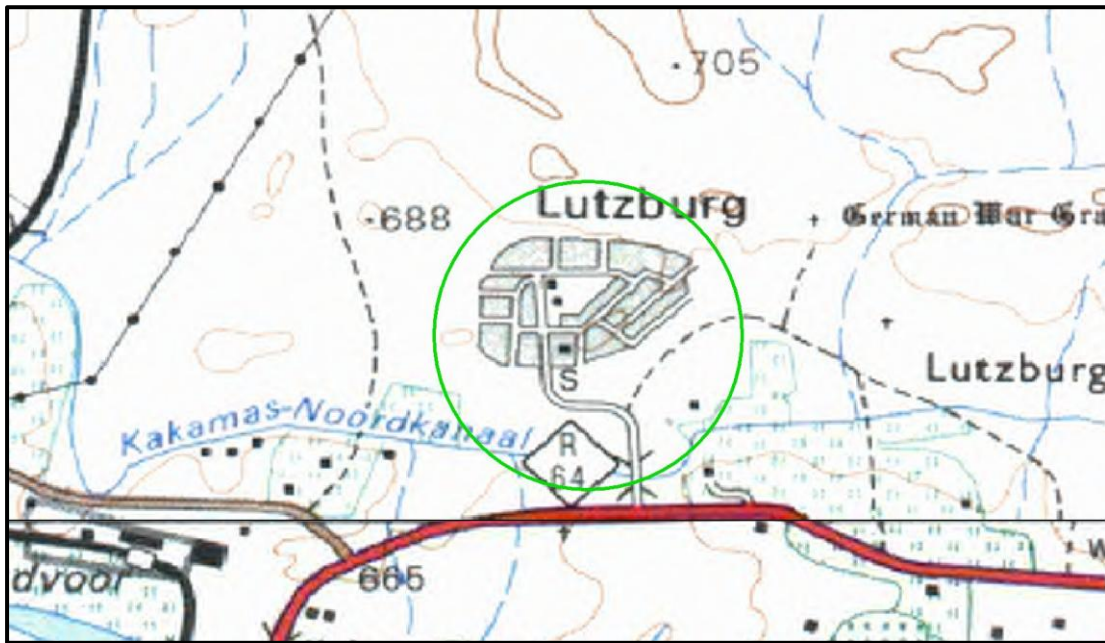 705
Lutzburg
688
German War Gra
Lutzburg
S
Kakamas-Noordkanaal
R
64
W
dvoor
665